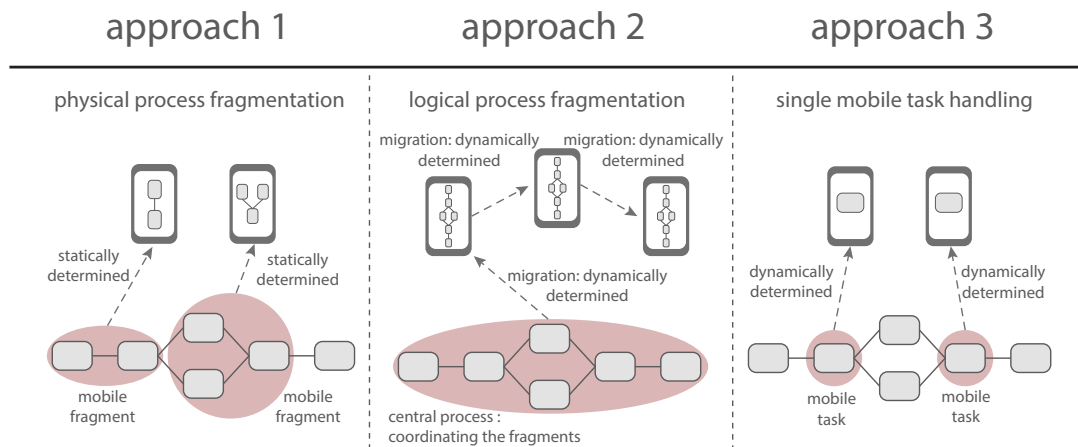 approach 1
approach 2
approach 3
physical process fragmentation
statically
determined
statically
determined
mobile
fragment
mobile
fragment
logical process fragmentation
migration: dynamically
determined
migration: dynamically
determined
migration: dynamically
determined
central process :
coordinating the fragments
single mobile task handling
dynamically
determined
dynamically
determined
mobile
task
mobile
task